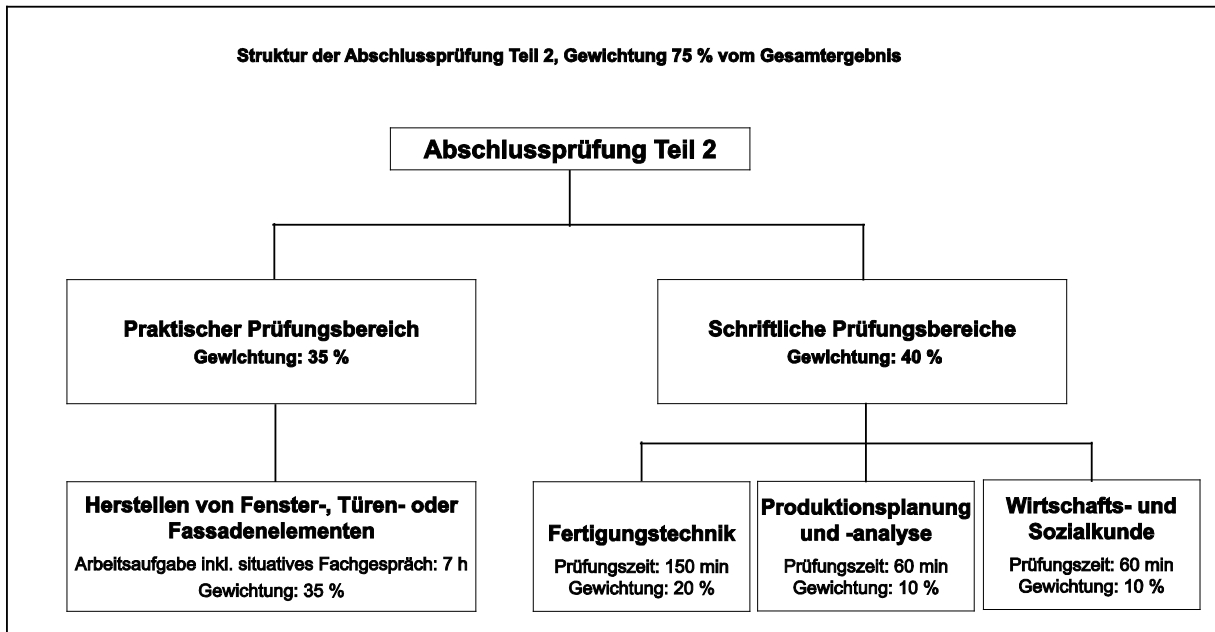 Struktur der Abschlussprüfung Teil 2, Gewichtung 75 % vom Gesamtergebnis
Abschlussprüfung Teil 2
Praktischer Prüfungsbereich
Gewichtung: 35 %
Schriftliche Prüfungsbereiche
Gewichtung: 40 %
Herstellen von Fenster-, Türen- oder
Fassadenelementen
Arbeitsaufgabe inkl. situatives Fachgespräch: 7 h
Gewichtung: 35 %
Fertigungstechnik
Prüfungszeit: 150 min
Gewichtung: 20 %
Produktionsplanung
und -analyse
Prüfungszeit: 60 min
Gewichtung: 10 %
Wirtschafts- und
Sozialkunde
Prüfungszeit: 60 min
Gewichtung: 10 %